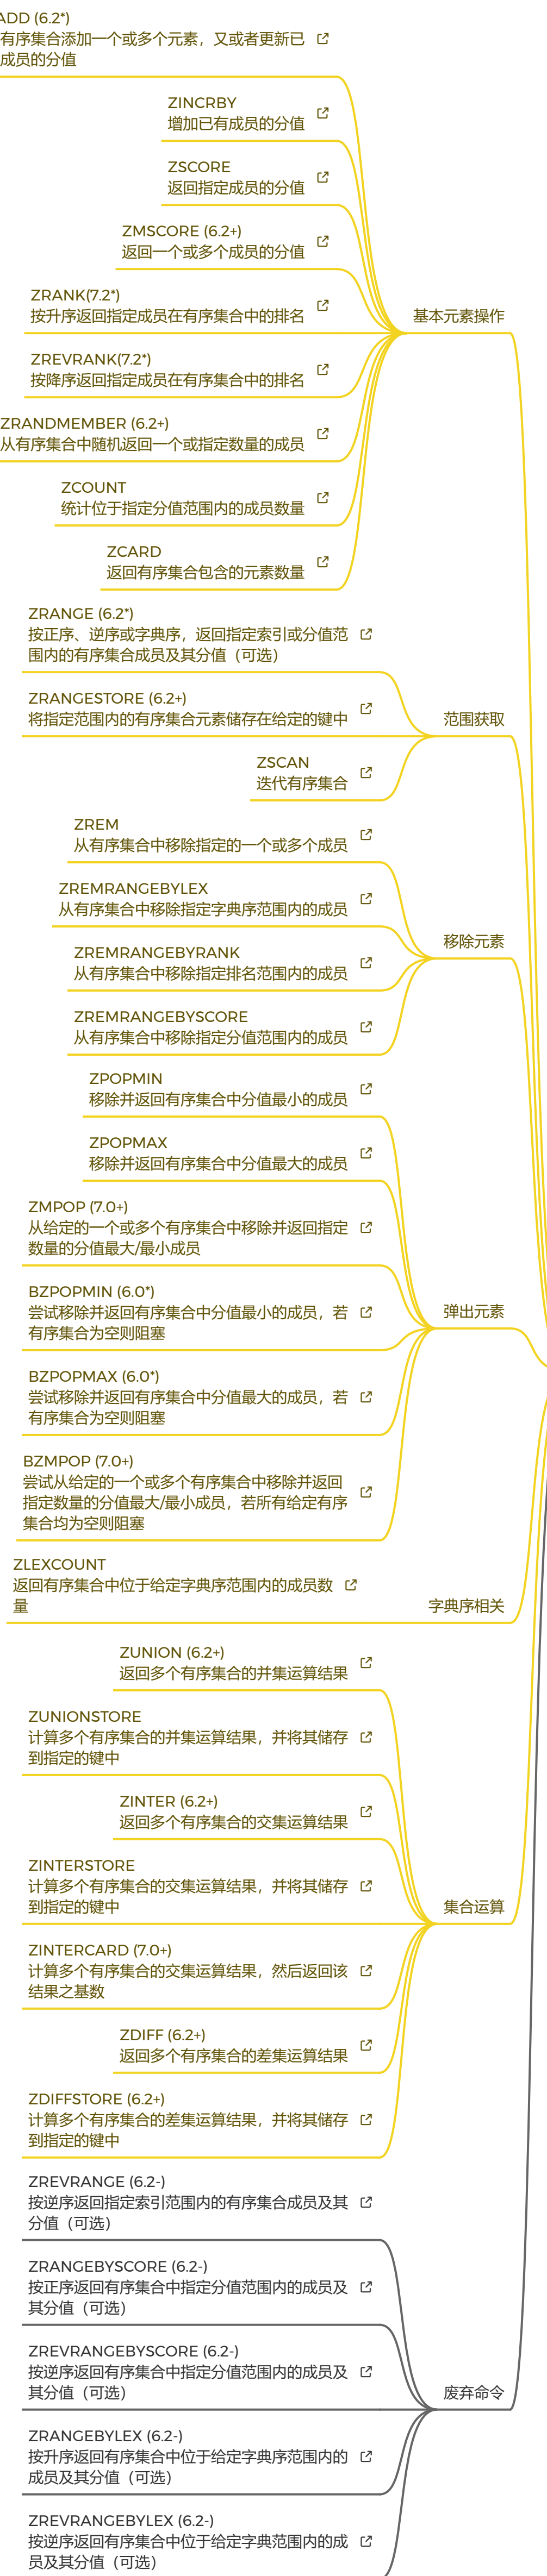 ADD (6.2*)
有序集合添加一个或多个元素，又或者更新已
成员的分值
ZINCRBY
增加已有成员的分值
ZSCORE
返回指定成员的分值
ZMSCORE (6.2+)
返回一个或多个成员的分值
ZRANK(7.2*)
按升序返回指定成员在有序集合中的排名
基本元素操作
ZREVRANK(7.2*)
按降序返回指定成员在有序集合中的排名
ZRANDMEMBER (6.2+)
从有序集合中随机返回一个或指定数量的成员
ZCOUNT
统计位于指定分值范围内的成员数量
ZCARD
返回有序集合包含的元素数量
ZRANGE (6.2*)
按正序、逆序或字典序，返回指定索引或分值范
围内的有序集合成员及其分值（可选）
ZRANGESTORE (6.2+)
将指定范围内的有序集合元素储存在给定的键中
范围获取
ZSCAN
迭代有序集合
ZREM
从有序集合中移除指定的一个或多个成员
ZREMRANGEBYLEX
从有序集合中移除指定字典序范围内的成员
移除元素
ZREMRANGEBYRANK
从有序集合中移除指定排名范围内的成员
ZREMRANGEBYSCORE
从有序集合中移除指定分值范围内的成员
ZPOPMIN
移除并返回有序集合中分值最小的成员
ZPOPMAX
移除并返回有序集合中分值最大的成员
ZMPOP (7.0+)
从给定的一个或多个有序集合中移除并返回指定
数量的分值最大/最小成员
BZPOPMIN (6.0*)
尝试移除并返回有序集合中分值最小的成员，若
有序集合为空则阻塞
弹出元素
BZPOPMAX (6.0*)
尝试移除并返回有序集合中分值最大的成员，若
有序集合为空则阻塞
BZMPOP (7.0+)
尝试从给定的一个或多个有序集合中移除并返回
指定数量的分值最大/最小成员，若所有给定有序
集合均为空则阻塞
ZLEXCOUNT
返回有序集合中位于给定字典序范围内的成员数
量
字典序相关
ZUNION (6.2+)
返回多个有序集合的并集运算结果
ZUNIONSTORE
计算多个有序集合的并集运算结果，并将其储存
到指定的键中
ZINTER (6.2+)
返回多个有序集合的交集运算结果
ZINTERSTORE
计算多个有序集合的交集运算结果，并将其储存
到指定的键中
集合运算
ZINTERCARD (7.0+)
计算多个有序集合的交集运算结果，然后返回该
结果之基数
ZDIFF (6.2+)
返回多个有序集合的差集运算结果
ZDIFFSTORE (6.2+)
计算多个有序集合的差集运算结果，并将其储存
到指定的键中
ZREVRANGE (6.2-)
按逆序返回指定索引范围内的有序集合成员及其
分值（可选）
ZRANGEBYSCORE (6.2-)
按正序返回有序集合中指定分值范围内的成员及
其分值（可选）
ZREVRANGEBYSCORE (6.2-)
按逆序返回有序集合中指定分值范围内的成员及
其分值（可选）
废弃命令
ZRANGEBYLEX (6.2-)
按升序返回有序集合中位于给定字典序范围内的
成员及其分值（可选）
ZREVRANGEBYLEX (6.2-)
按逆序返回有序集合中位于给定字典范围内的成
员及其分值（可选）